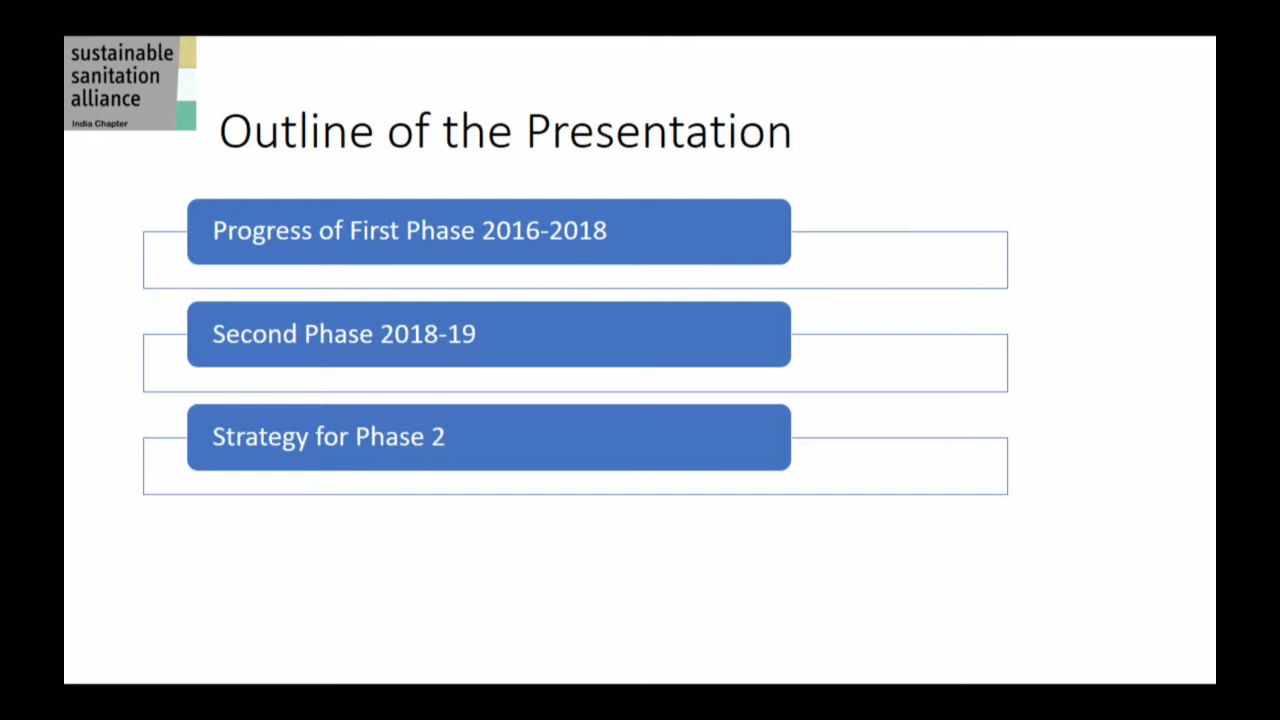 sustainable
sanitation
alliance
India Chapter
Outline of the Presentation
Progress of First Phase 2016-2018
Second Phase 2018-19
Strategy for Phase 2